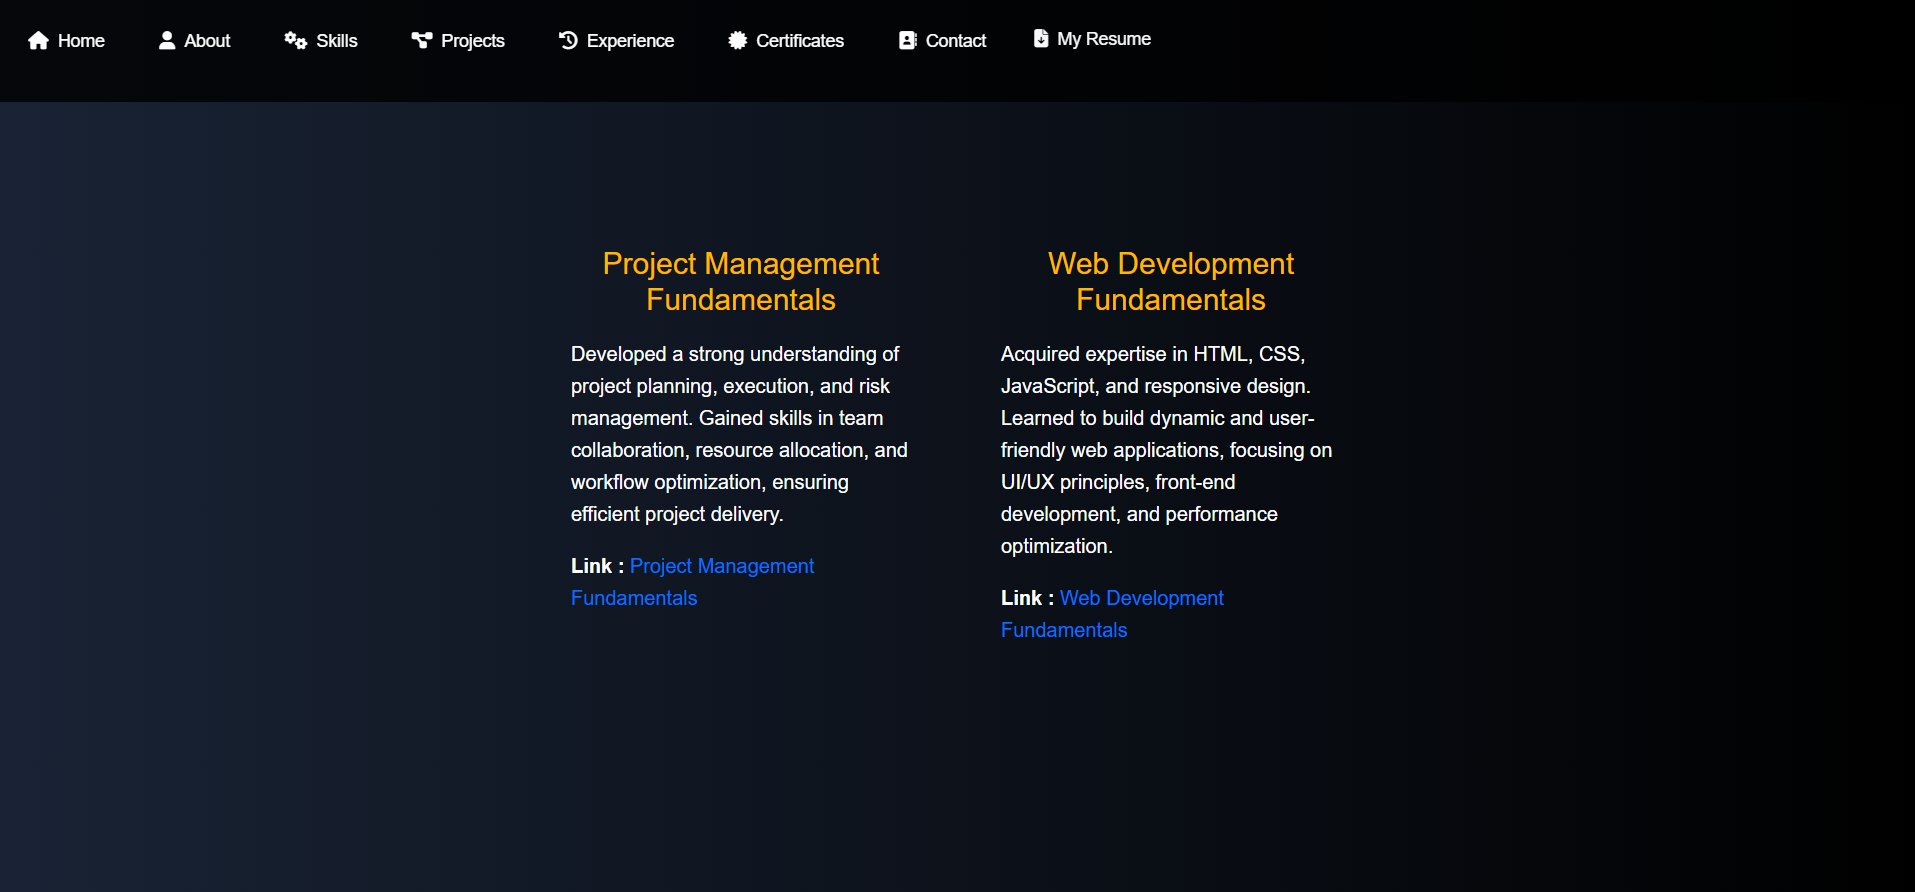 Home About Skills Projects Experience Certificates Contact My Resume
Project Management
Fundamentals
Developed a strong understanding of
project planning, execution, and risk
management. Gained skills in team
collaboration, resource allocation, and
workflow optimization, ensuring
efficient project delivery.
Link : Project Management
Fundamentals
Web Development
Fundamentals
Acquired expertise in HTML, CSS,
JavaScript, and responsive design.
Learned to build dynamic and user-
friendly web applications, focusing on
UI/UX principles, front-end
development, and performance
optimization.
Link : Web Development
Fundamentals